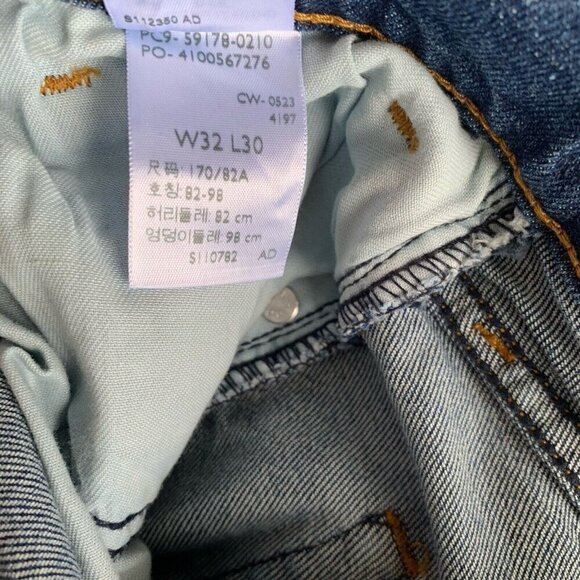 S112350 AD
PC9- 59178-0210
PO- 4100567276
CW- 0523
4197
W32 L30
尺码: 170/82A
호칭: 82-98
허리둘레: 82 cm
엉덩이둘레: 98 cm
S110782 AD